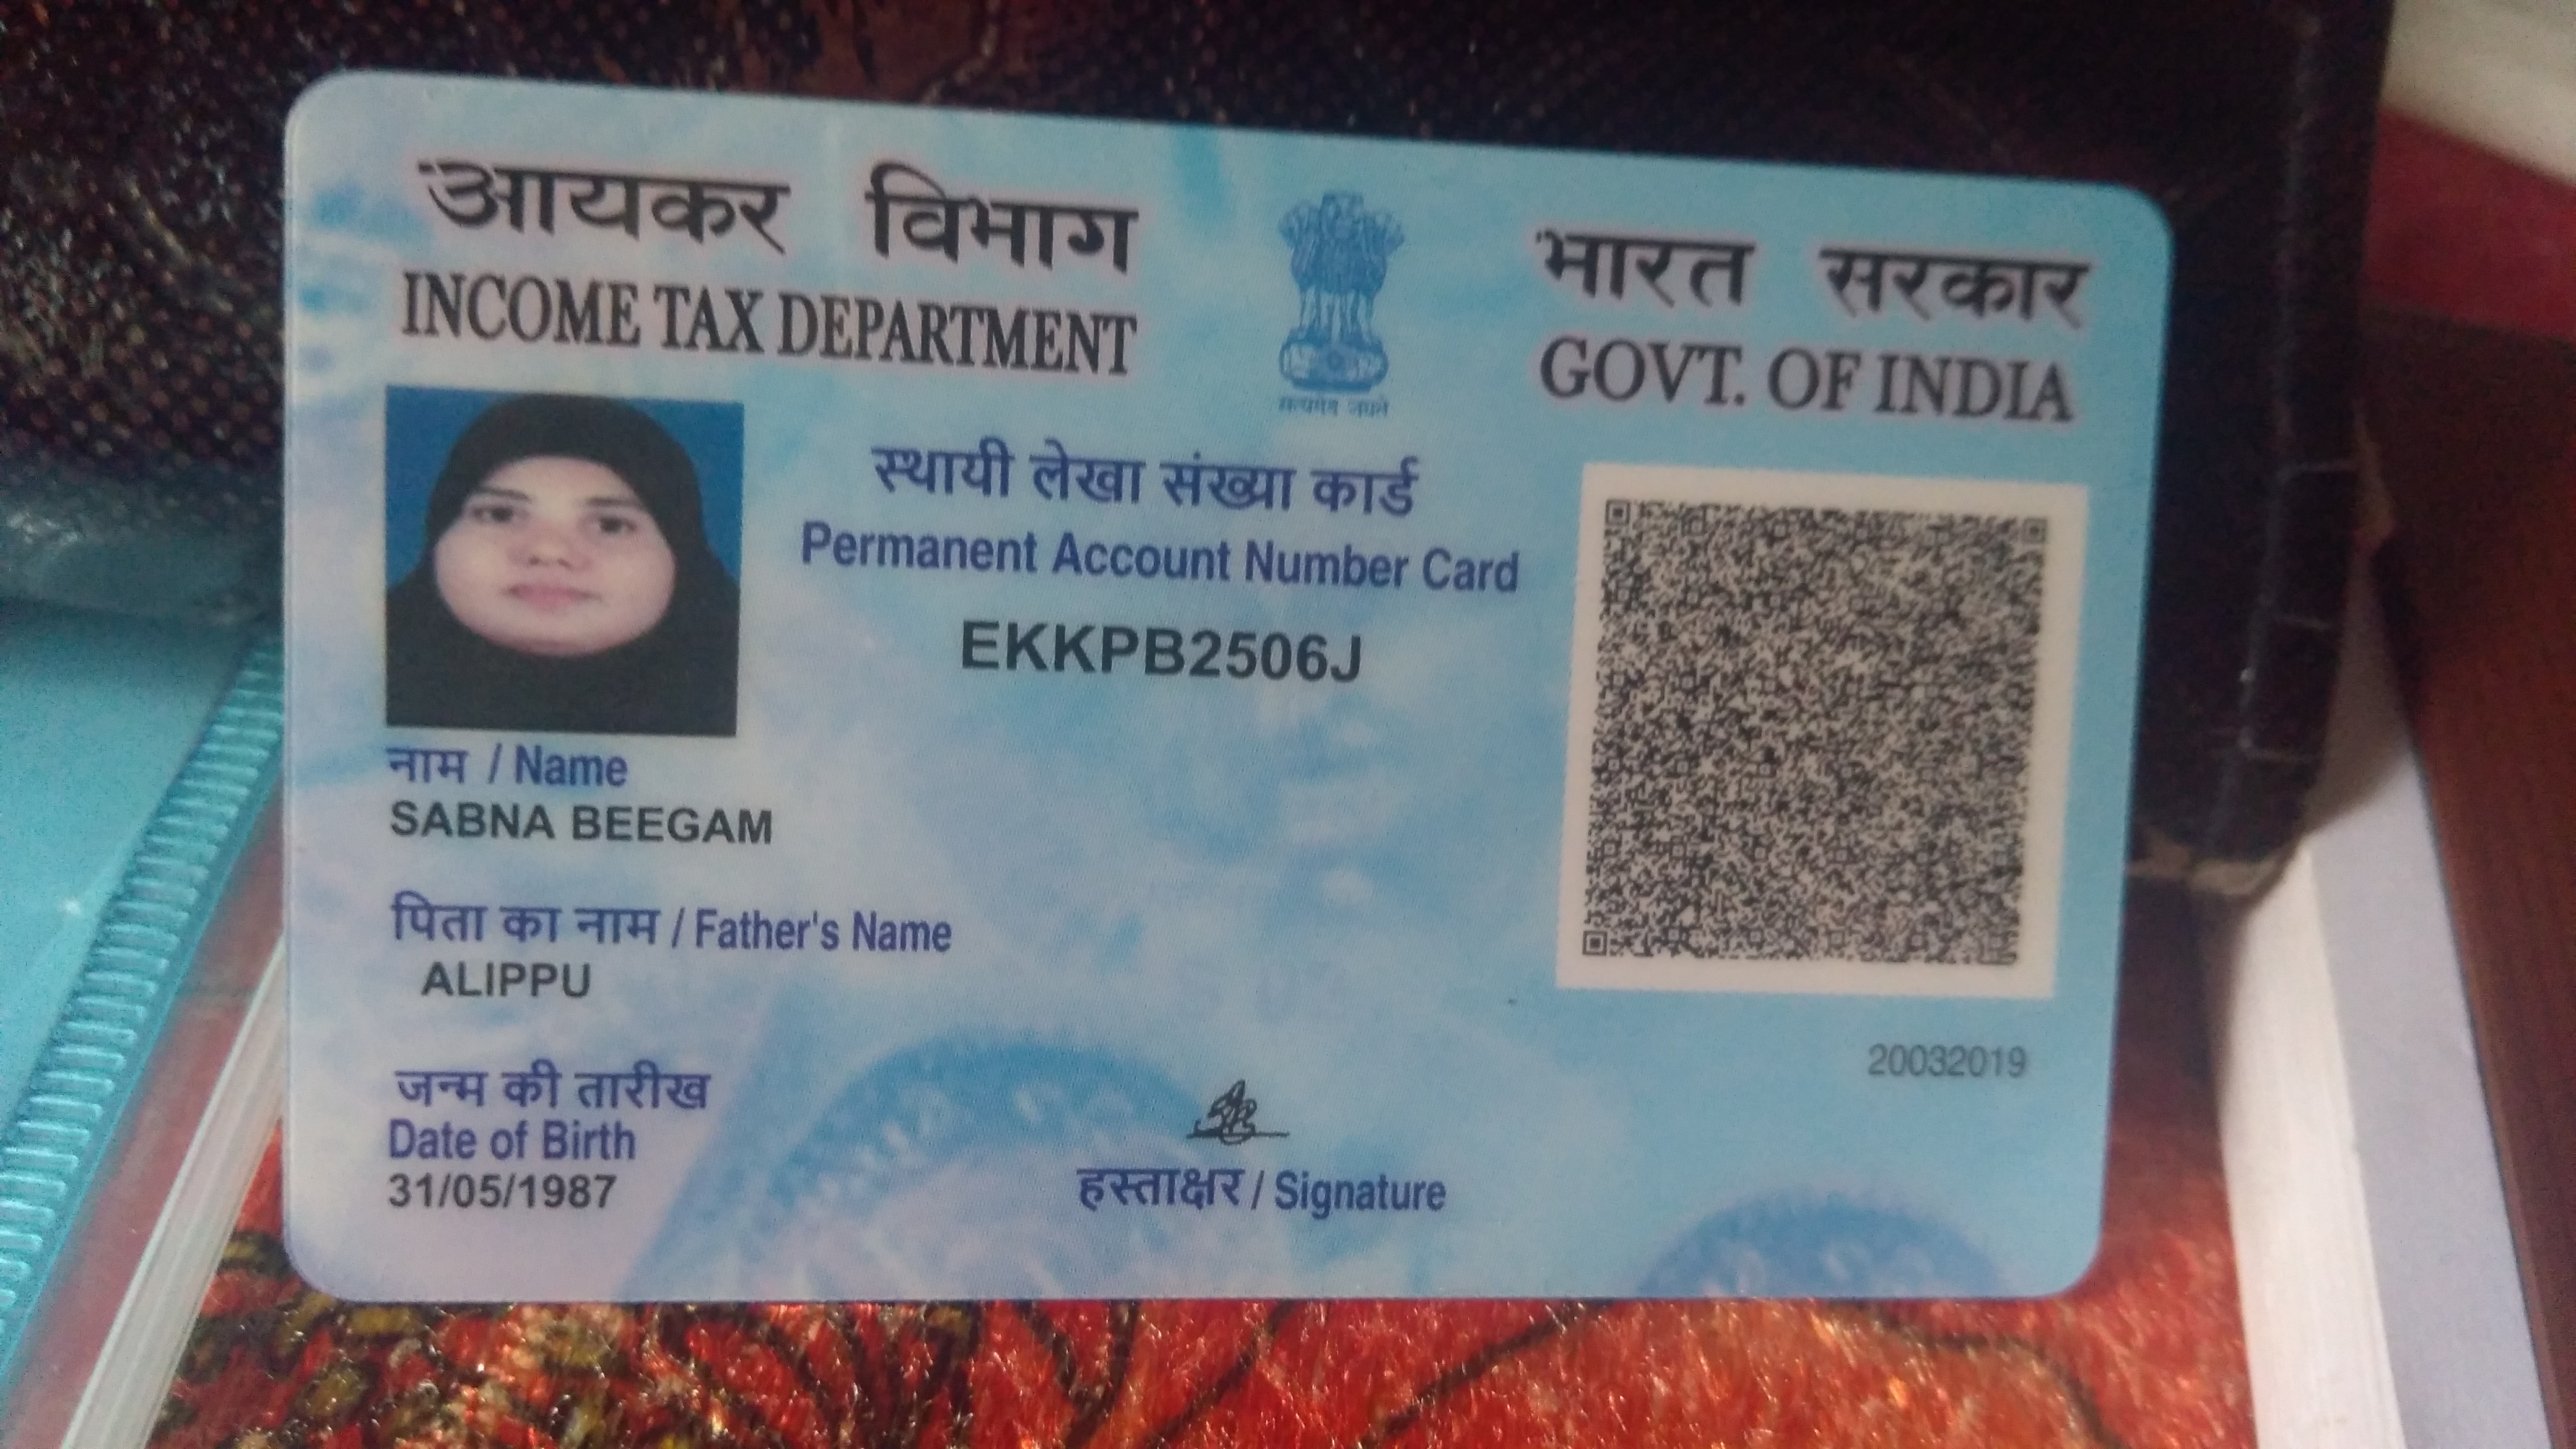 आयकर विभाग
INCOME TAX DEPARTMENT
भारत सरकार
GOVT. OF INDIA
सत्यमेव जयते
स्थायी लेखा संख्या कार्ड
Permanent Account Number Card
EKKPB2506J
नाम / Name
SABNA BEEGAM
पिता का नाम / Father's Name
ALIPPU
जन्म की तारीख
Date of Birth
31/05/1987
हस्ताक्षर / Signature
20032019